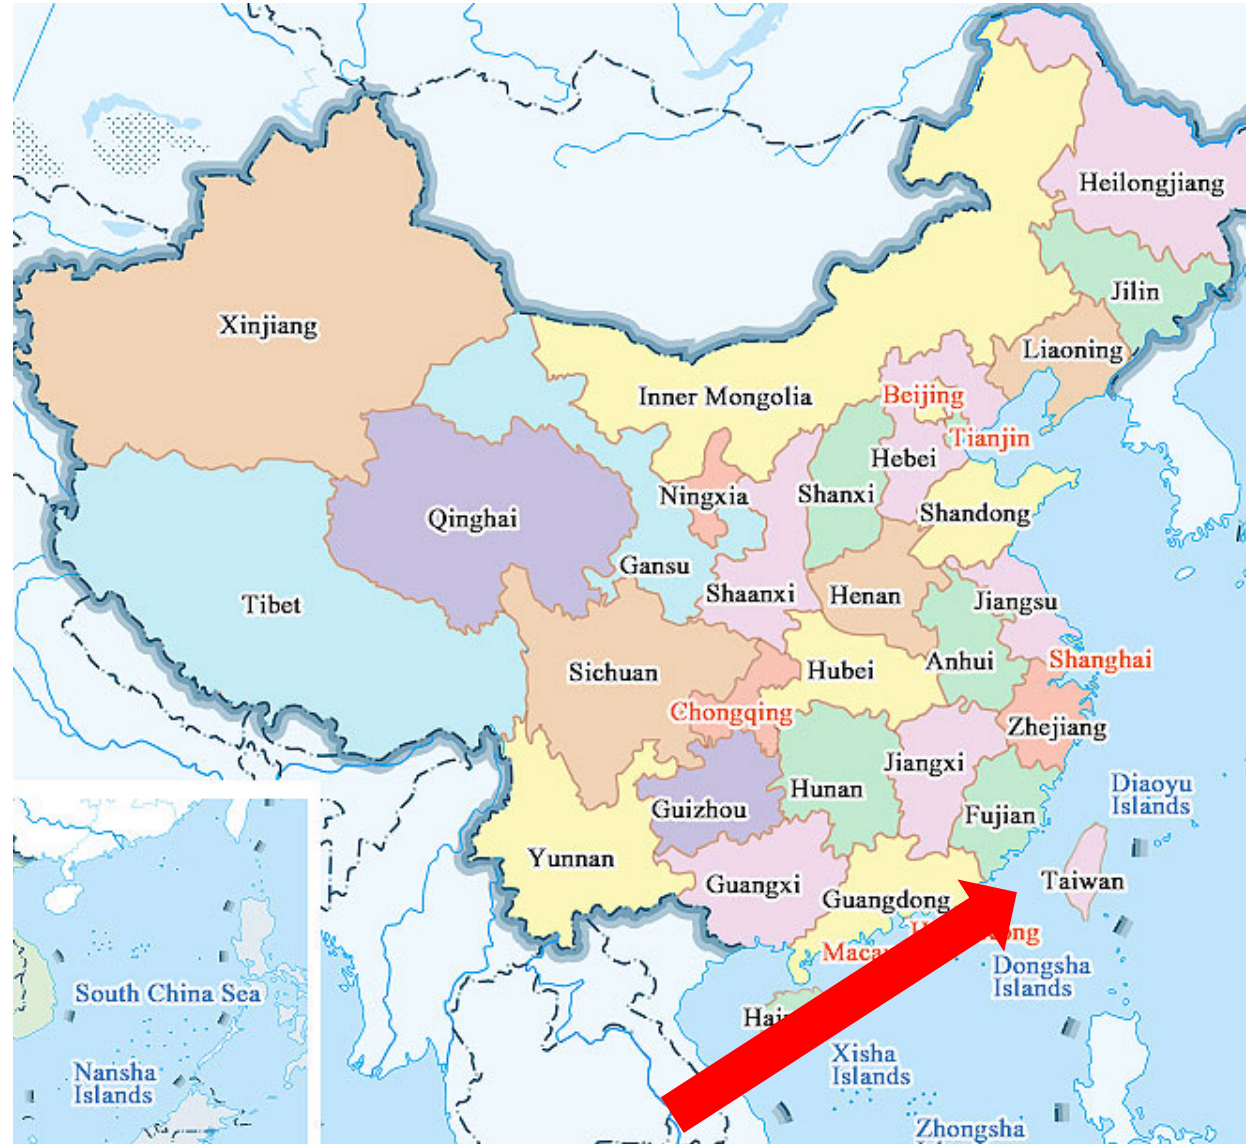 Heilongjiang
Jilin
Xinjiang
Liaoning
Inner Mongolia
Beijing
Tianjin
Hebei
Ningxia
Shanxi
Qinghai
Shandong
Gansu
Tibet
Shaanxi
Henan
Jiangsu
Sichuan
Hubei
Anhui
Shanghai
Chongqing
Zhejiang
Jiangxi
Hunan
Diaoyu
Islands
Guizhou
Fujian
Yunnan
Guangxi
Guangdong
Taiwan
Dongsha
Islands
South China Sea
Xisha
Islands
Nansha
Islands
Zhongsha